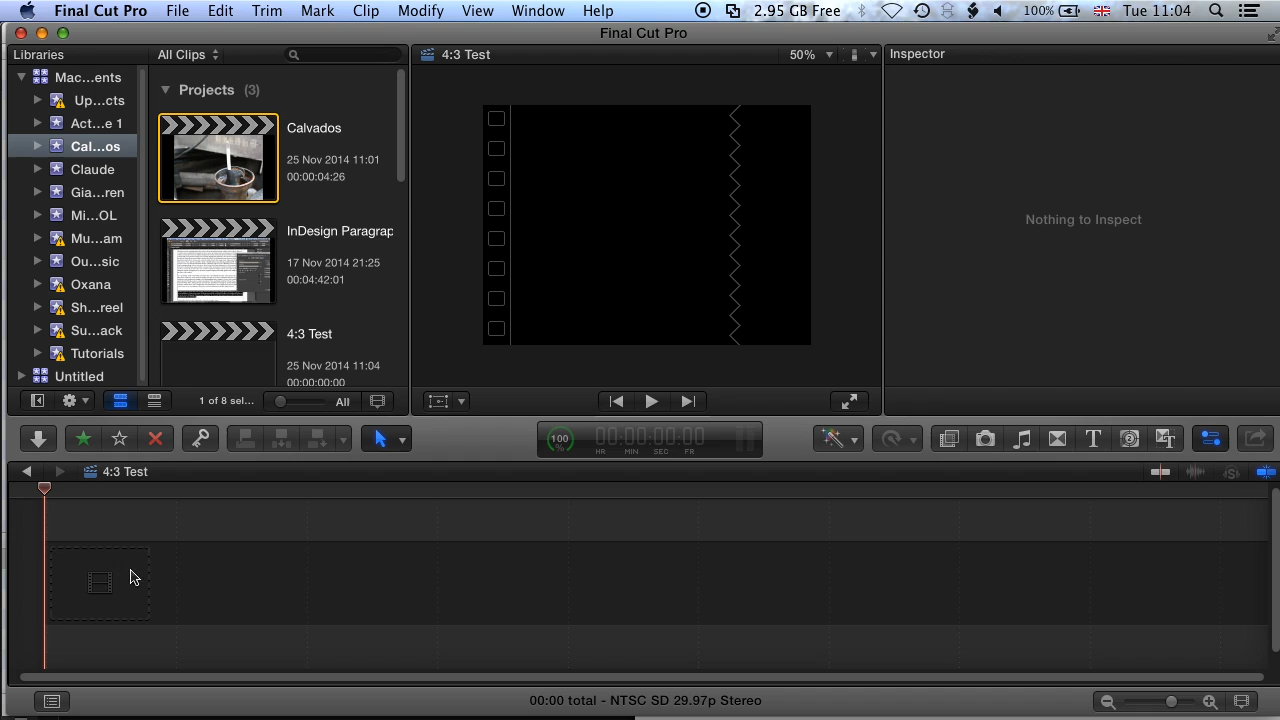 Final Cut Pro File Edit Trim Mark Clip Modify View Window Help 2.95 GB Free 100% Tue 11:04
Final Cut Pro
Libraries All Clips 4:3 Test 50% Inspector
Mac...ents
Projects (3)
Up...cts
Act...e 1
Cal...os
Claude
Gia...ren
Mi...OL
Mu...am
Ou...sic
Oxana
Sh...reel
Su...ack
Tutorials
Untitled
Calvados
25 Nov 2014 11:01
00:00:04:26
InDesign Paragrap
17 Nov 2014 21:25
00:04:42:01
4:3 Test
25 Nov 2014 11:04
00:00:00:00
Nothing to Inspect
1 of 8 sel... All
100 % 00:00:00:00
HR MIN SEC FR
4:3 Test
00:00 total - NTSC SD 29.97p Stereo